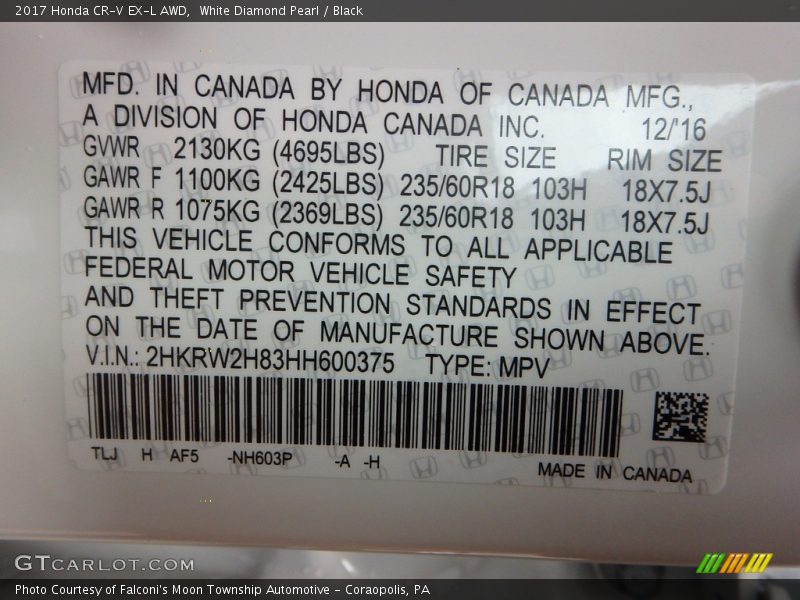 2017 Honda CR-V EX-L AWD, White Diamond Pearl / Black
MFD. IN CANADA BY HONDA OF CANADA MFG.,
A DIVISION OF HONDA CANADA INC. 12/'16
GVWR 2130KG (4695LBS) TIRE SIZE RIM SIZE
GAWR F 1100KG (2425LBS) 235/60R18 103H 18X7.5J
GAWR R 1075KG (2369LBS) 235/60R18 103H 18X7.5J
THIS VEHICLE CONFORMS TO ALL APPLICABLE
FEDERAL MOTOR VEHICLE SAFETY
AND THEFT PREVENTION STANDARDS IN EFFECT
ON THE DATE OF MANUFACTURE SHOWN ABOVE.
V.I.N.: 2HKRW2H83HH600375 TYPE: MPV
TLJ H AF5 -NH603P -A -H
MADE IN CANADA
GTCARLOT.COM
Photo Courtesy of Falconi's Moon Township Automotive - Coraopolis, PA